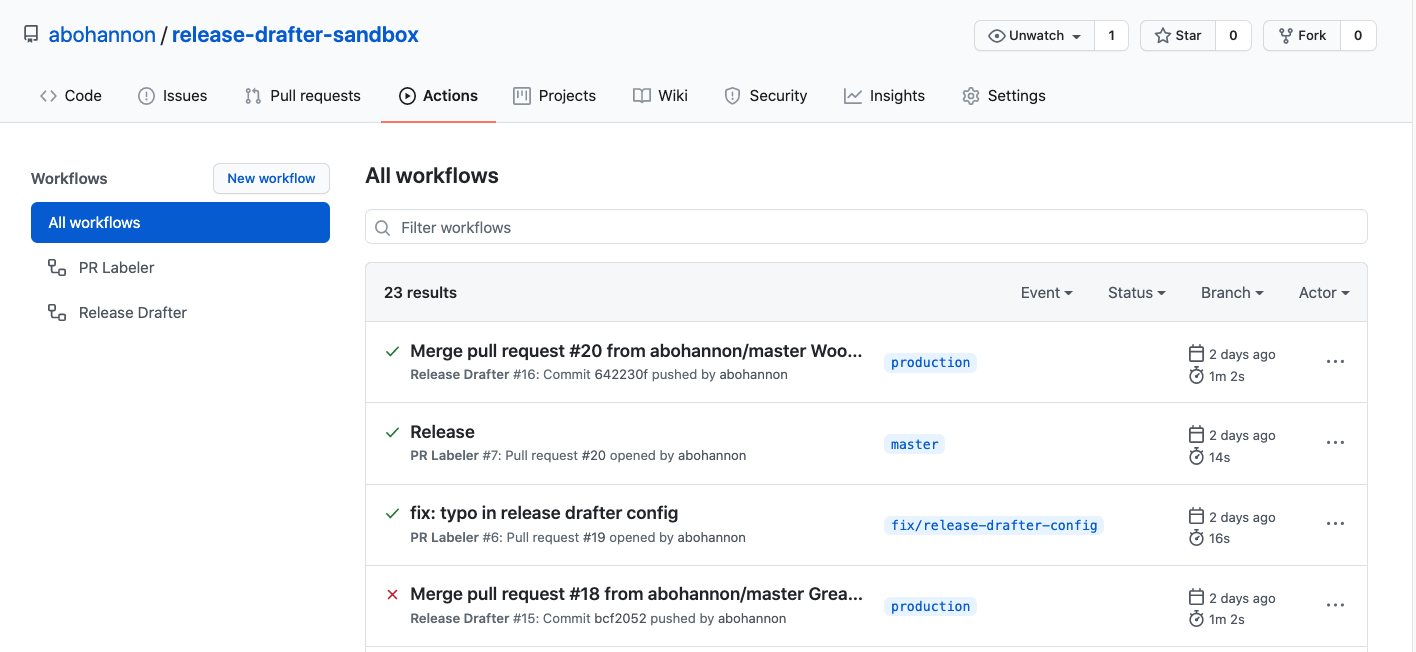 abohannon / release-drafter-sandbox
Unwatch 1 Star 0 Fork 0
Code Issues Pull requests Actions Projects Wiki Security Insights Settings
Workflows
New workflow
All workflows
PR Labeler
Release Drafter
All workflows
Filter workflows
23 results Event Status Branch Actor
Merge pull request #20 from abohannon/master Woo...
Release Drafter #16: Commit 642230f pushed by abohannon
production
2 days ago
1m 2s
Release
PR Labeler #7: Pull request #20 opened by abohannon
master
2 days ago
14s
fix: typo in release drafter config
PR Labeler #6: Pull request #19 opened by abohannon
fix/release-drafter-config
2 days ago
16s
Merge pull request #18 from abohannon/master Grea...
Release Drafter #15: Commit bcf2052 pushed by abohannon
production
2 days ago
1m 2s